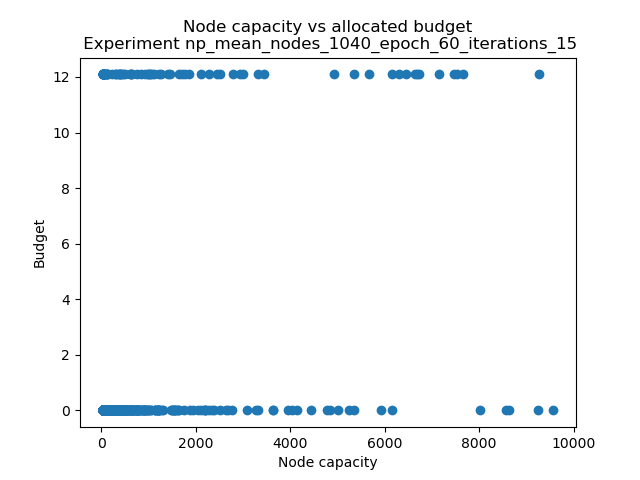 Node capacity vs allocated budget
Experiment np_mean_nodes_1040_epoch_60_iterations_15
12
10
8
6
4
2
0
Budget
0 2000 4000 6000 8000 10000
Node capacity